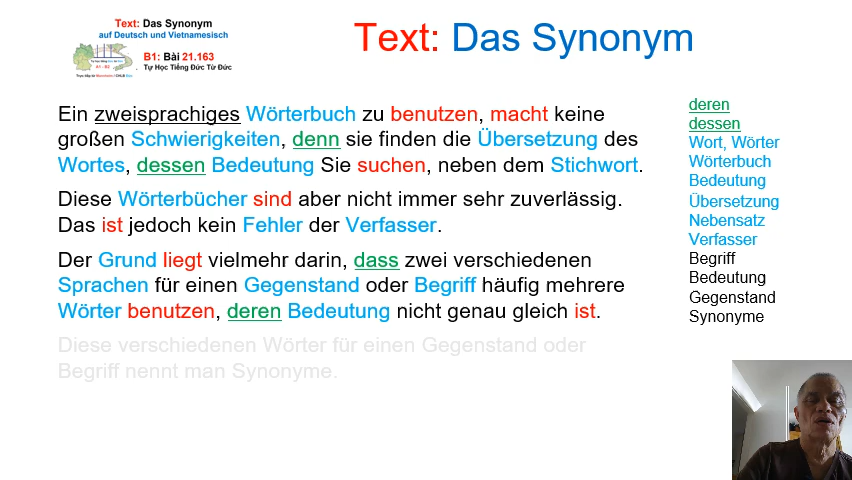 Text: Das Synonym
auf Deutsch und Vietnamesisch
B1: Bài 21.163
Tự Học Tiếng Đức Từ Đức
Text: Das Synonym
Ein zweisprachiges Wörterbuch zu benutzen, macht keine
großen Schwierigkeiten, denn sie finden die Übersetzung des
Wortes, dessen Bedeutung Sie suchen, neben dem Stichwort.
Diese Wörterbücher sind aber nicht immer sehr zuverlässig.
Das ist jedoch kein Fehler der Verfasser.
Der Grund liegt vielmehr darin, dass zwei verschiedenen
Sprachen für einen Gegenstand oder Begriff häufig mehrere
Wörter benutzen, deren Bedeutung nicht genau gleich ist.
Diese verschiedenen Wörter für einen Gegenstand oder
Begriff nennt man Synonyme.
deren
dessen
Wort, Wörter
Wörterbuch
Bedeutung
Übersetzung
Nebensatz
Verfasser
Begriff
Bedeutung
Gegenstand
Synonyme